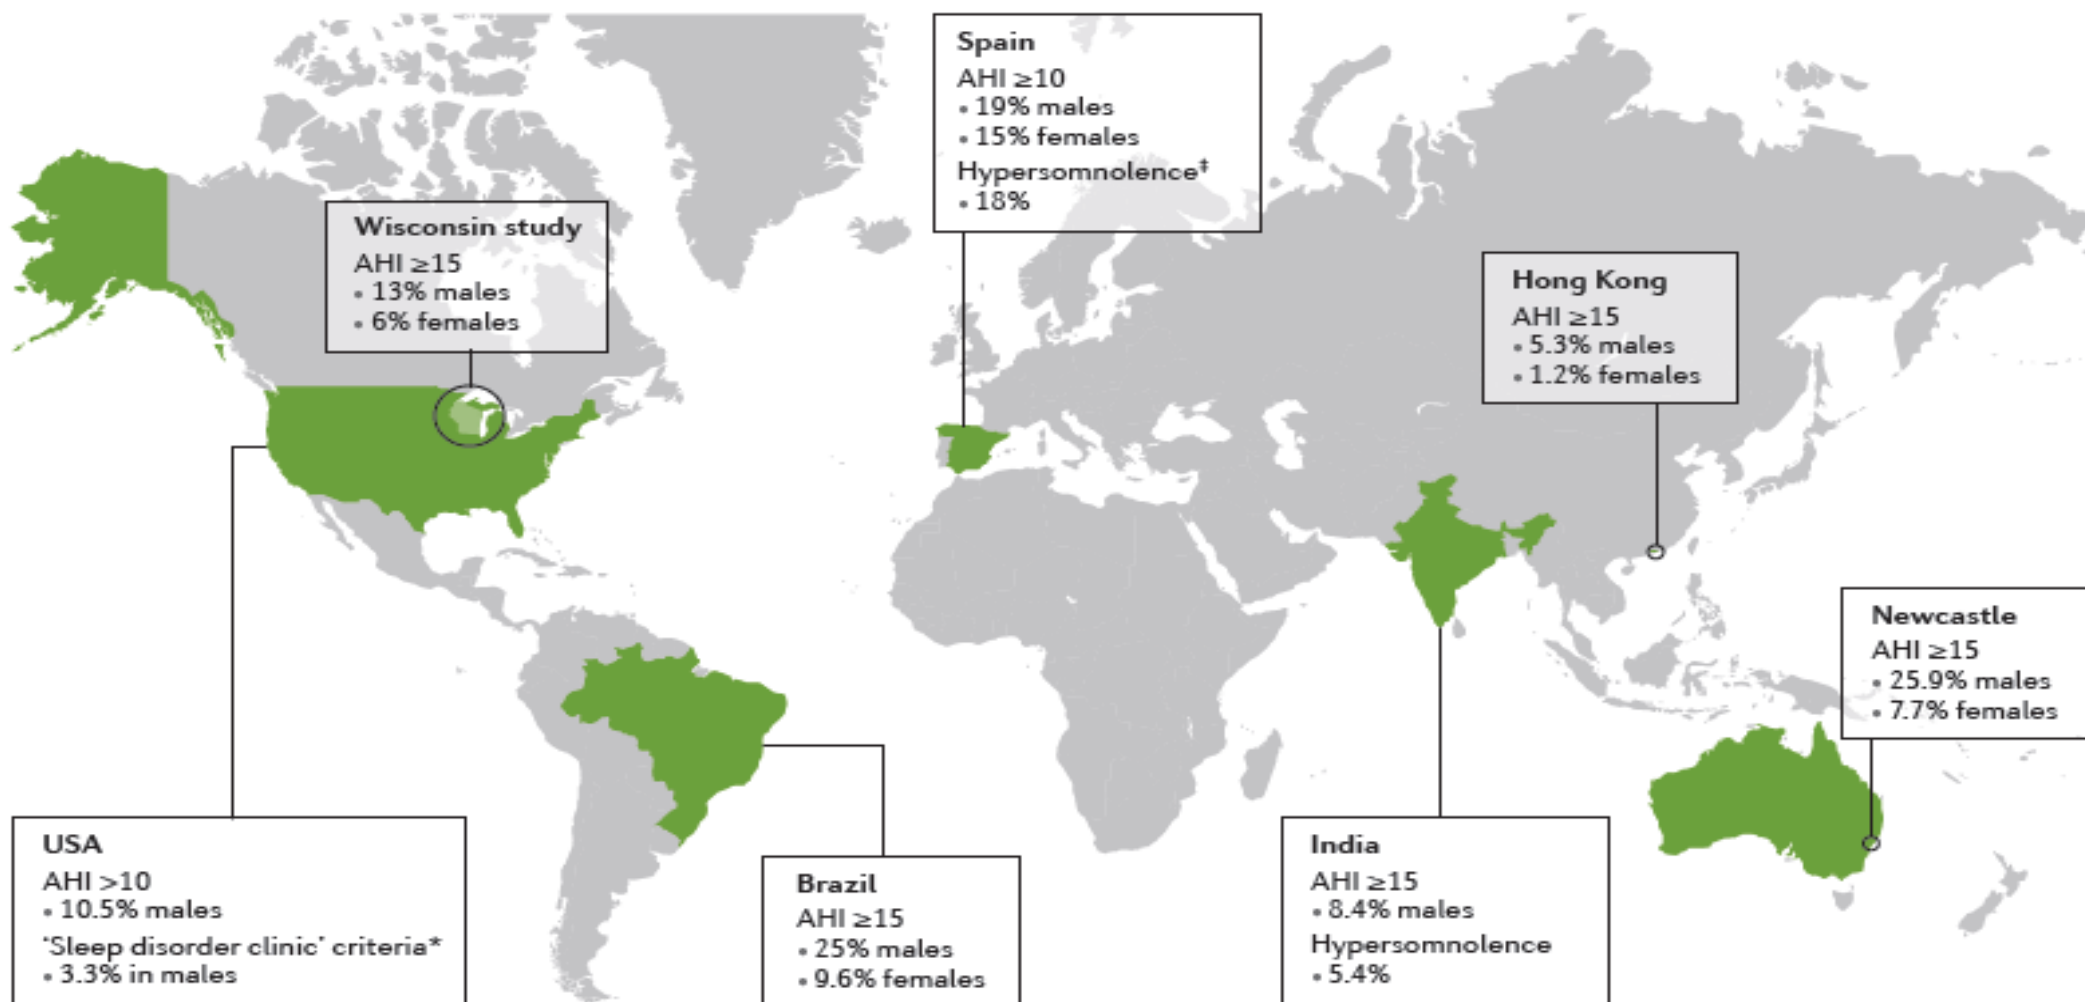 Spain
AHI ≥10
• 19% males
• 15% females
Hypersomnolence‡
• 18%
Wisconsin study
AHI ≥15
• 13% males
• 6% females
Hong Kong
AHI ≥15
• 5.3% males
• 1.2% females
Newcastle
AHI ≥15
• 25.9% males
• 7.7% females
USA
AHI >10
• 10.5% males
'Sleep disorder clinic' criteria*
• 3.3% in males
Brazil
AHI ≥15
• 25% males
• 9.6% females
India
AHI ≥15
• 8.4% males
Hypersomnolence
• 5.4%